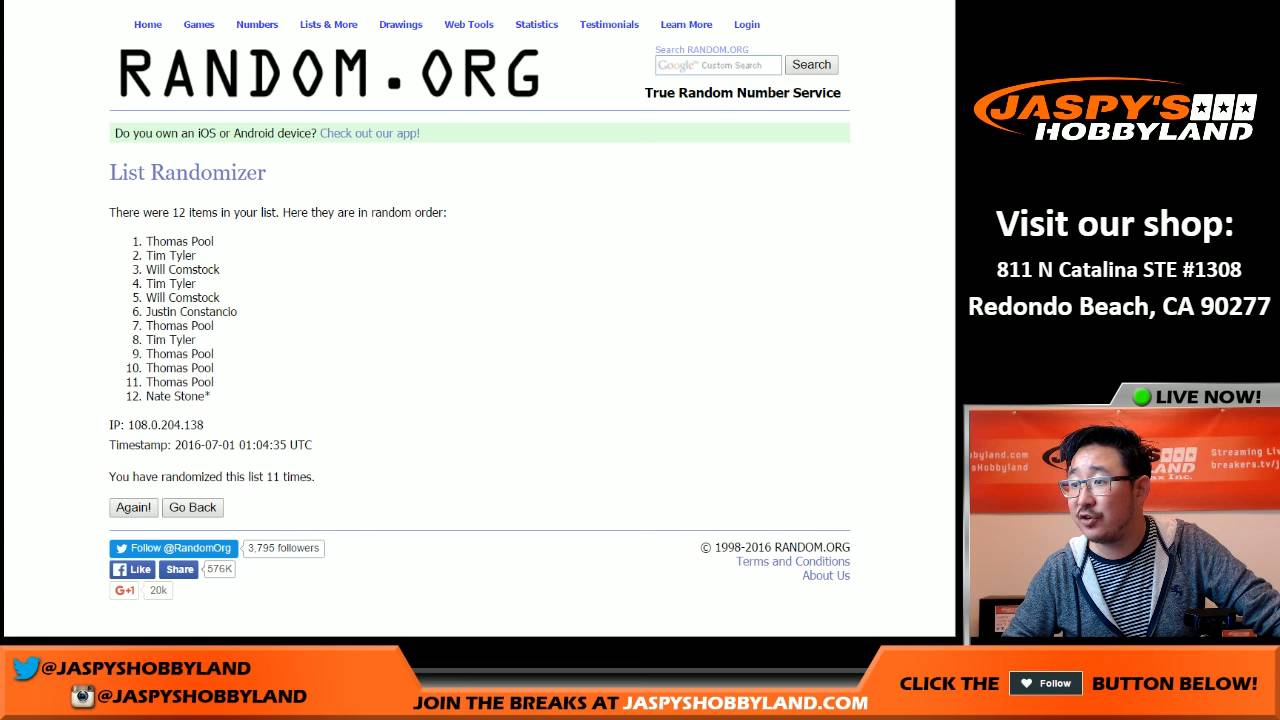 Home Games Numbers Lists & More Drawings Web Tools Statistics Testimonials Learn More Login
RANDOM.ORG
Search RANDOM.ORG
Google™ Custom Search Search
True Random Number Service
Do you own an iOS or Android device? Check out our app!
List Randomizer
There were 12 items in your list. Here they are in random order:
1. Thomas Pool
2. Tim Tyler
3. Will Comstock
4. Tim Tyler
5. Will Comstock
6. Justin Constancio
7. Thomas Pool
8. Tim Tyler
9. Thomas Pool
10. Thomas Pool
11. Thomas Pool
12. Nate Stone*
IP: 108.0.204.138
Timestamp: 2016-07-01 01:04:35 UTC
You have randomized this list 11 times.
Again! Go Back
Follow @RandomOrg 3,795 followers
Like Share 576K
G+1 20k
© 1998-2016 RANDOM.ORG
Terms and Conditions
About Us
JASPY'S
HOBBYLAND
Visit our shop:
811 N Catalina STE #1308
Redondo Beach, CA 90277
LIVE NOW!
Streaming Liv
breakers.tv/j
@JASPYSHOBBYLAND
@JASPYSHOBBYLAND
JOIN THE BREAKS AT JASPYSHOBBYLAND.COM
CLICK THE Follow BUTTON BELOW!